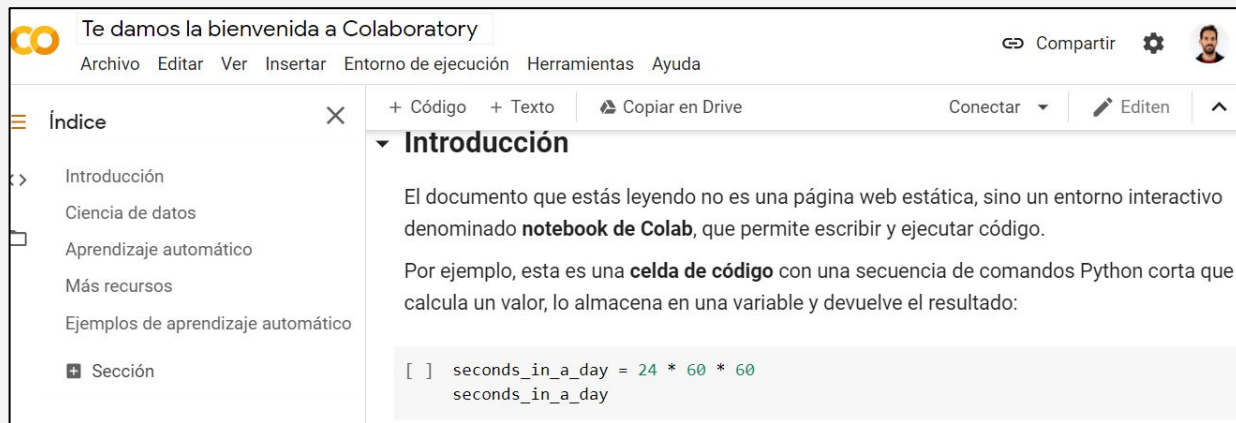 CO
Te damos la bienvenida a Colaboratory
Compartir
Archivo Editar Ver Insertar Entorno de ejecución Herramientas Ayuda
Índice
Introducción
Ciencia de datos
Aprendizaje automático
Más recursos
Ejemplos de aprendizaje automático
Sección
+ Código + Texto Copiar en Drive Conectar Editen
Introducción
El documento que estás leyendo no es una página web estática, sino un entorno interactivo
denominado notebook de Colab, que permite escribir y ejecutar código.
Por ejemplo, esta es una celda de código con una secuencia de comandos Python corta que
calcula un valor, lo almacena en una variable y devuelve el resultado:
[ ] seconds_in_a_day = 24 * 60 * 60
seconds_in_a_day